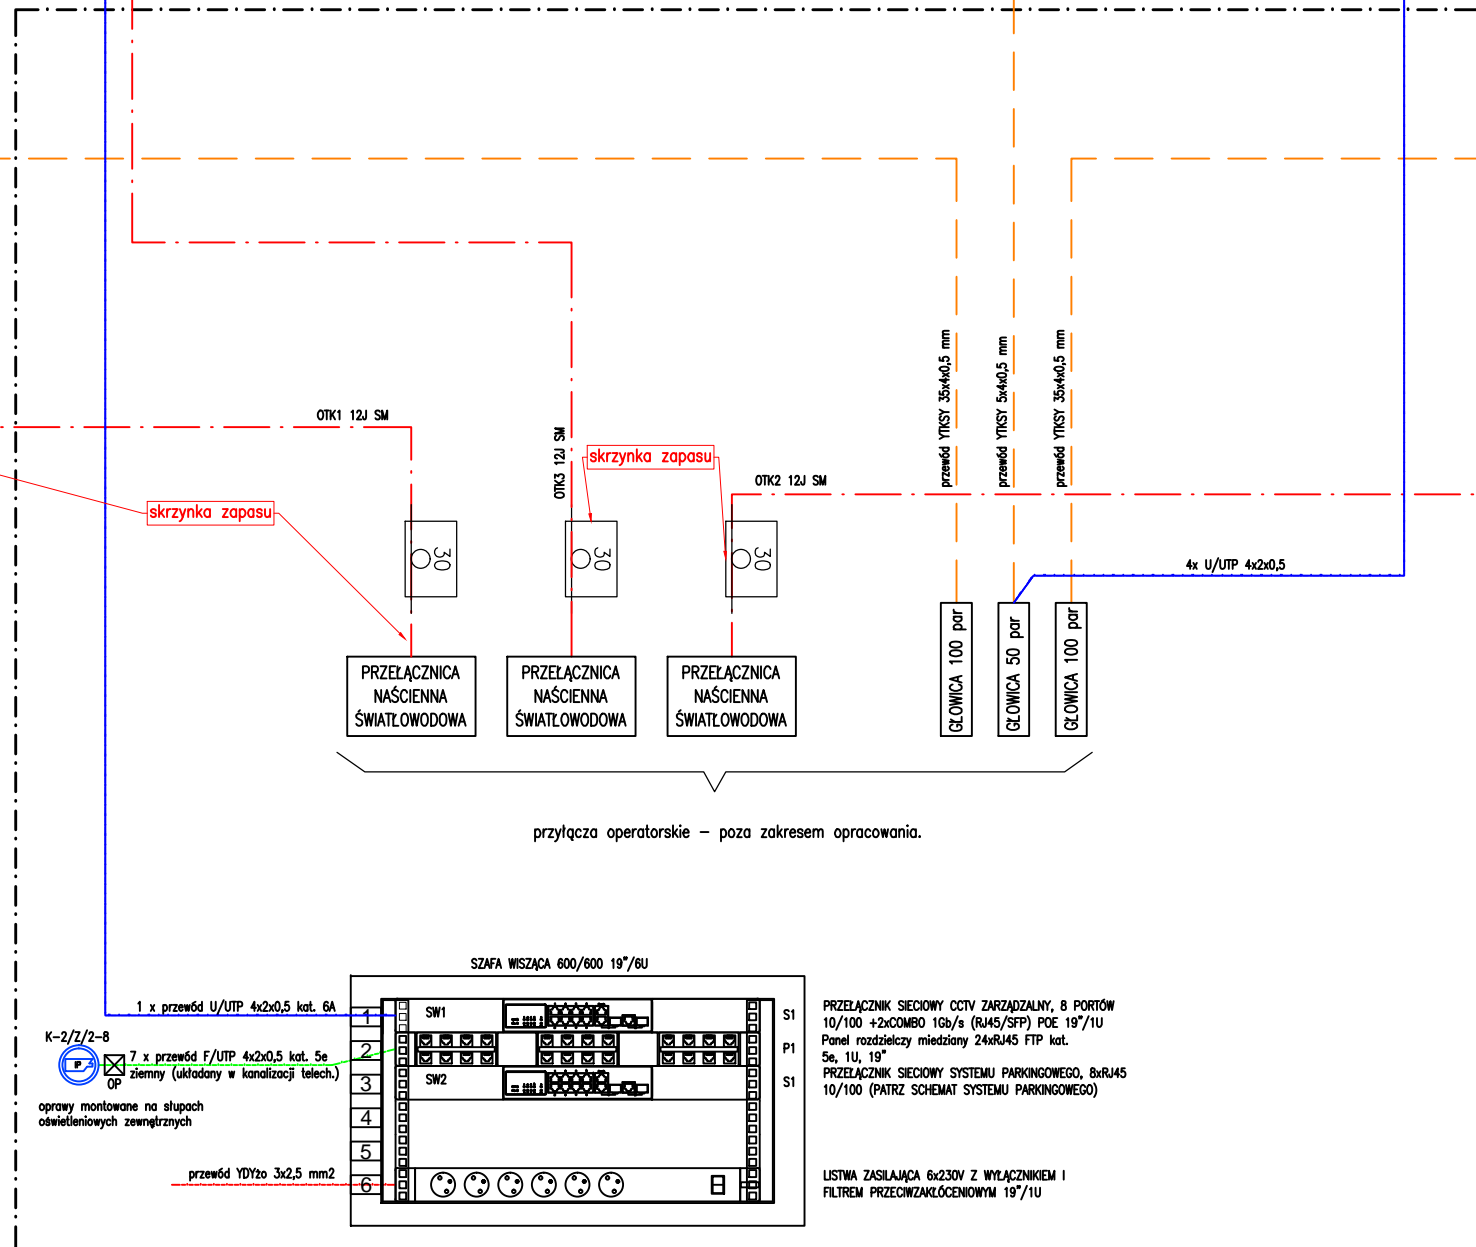 OTK1 12J SM
OTK3 12J SM
skrzynka zapasu
OTK2 12J SM
skrzynka zapasu
30
30
30
przewód YTKSY 35x4x0,5 mm
przewód YTKSY 5x4x0,5 mm
przewód YTKSY 35x4x0,5 mm
4x U/UTP 4x2x0,5
PRZEŁĄCZNICA
NAŚCIENNA
ŚWIATŁOWODOWA
PRZEŁĄCZNICA
NAŚCIENNA
ŚWIATŁOWODOWA
PRZEŁĄCZNICA
NAŚCIENNA
ŚWIATŁOWODOWA
GŁOWICA 100 par
GŁOWICA 50 par
GŁOWICA 100 par
przyłącza operatorskie – poza zakresem opracowania.
SZAFA WISZĄCA 600/600 19"/6U
1 x przewód U/UTP 4x2x0,5 kat. 6A
K-2/Z/2-8
IP
OP
7 x przewód F/UTP 4x2x0,5 kat. 5e
ziemny (układany w kanalizacji telech.)
oprawy montowane na słupach
oświetleniowych zewnętrznych
przewód YDYżo 3x2,5 mm2
1
2
3
4
5
6
SW1
SW2
S1
P1
S1
PRZEŁĄCZNIK SIECIOWY CCTV ZARZĄDZALNY, 8 PORTÓW
10/100 +2xCOMBO 1Gb/s (RJ45/SFP) POE 19"/1U
Panel rozdzielczy miedziany 24xRJ45 FTP kat.
5e, 1U, 19"
PRZEŁĄCZNIK SIECIOWY SYSTEMU PARKINGOWEGO, 8xRJ45
10/100 (PATRZ SCHEMAT SYSTEMU PARKINGOWEGO)
LISTWA ZASILAJĄCA 6x230V Z WYŁĄCZNIKIEM I
FILTREM PRZECIWZAKŁÓCENIOWYM 19"/1U